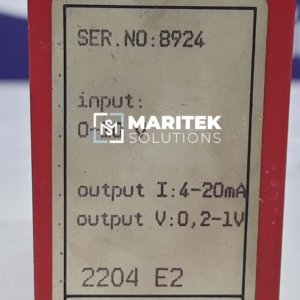 SER.NO:8924
input:
MARITEK
SOLUTIONS
output I:4-20mA
output V:0,2-1V
2204 E2